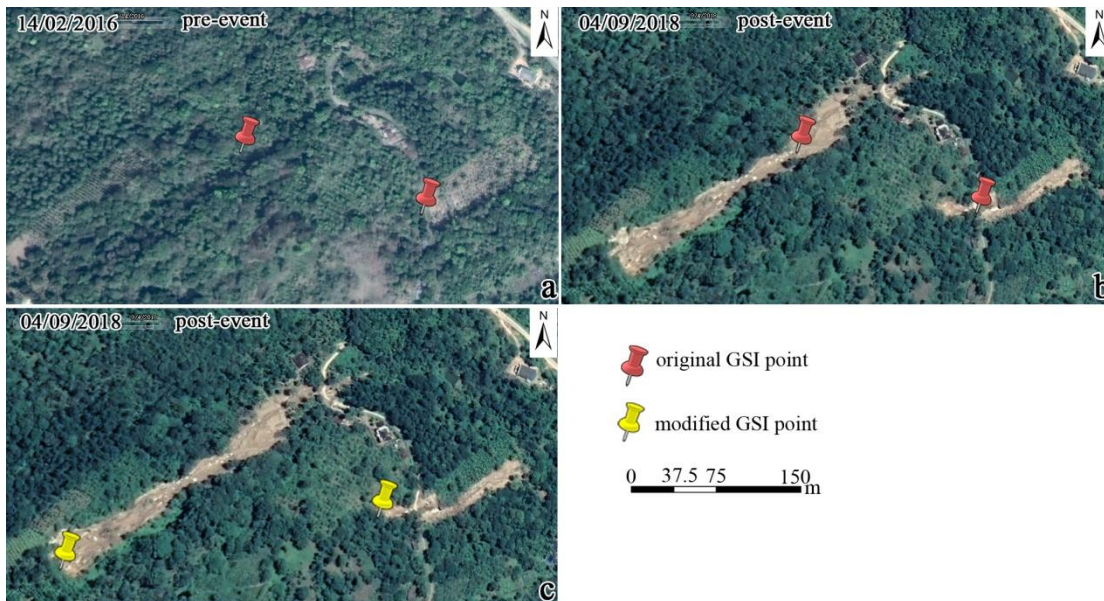 14/02/2016 pre-event N
a
04/09/2018 post-event N
b
04/09/2018 post-event N
c
original GSI point
modified GSI point
0 37.5 75 150
m